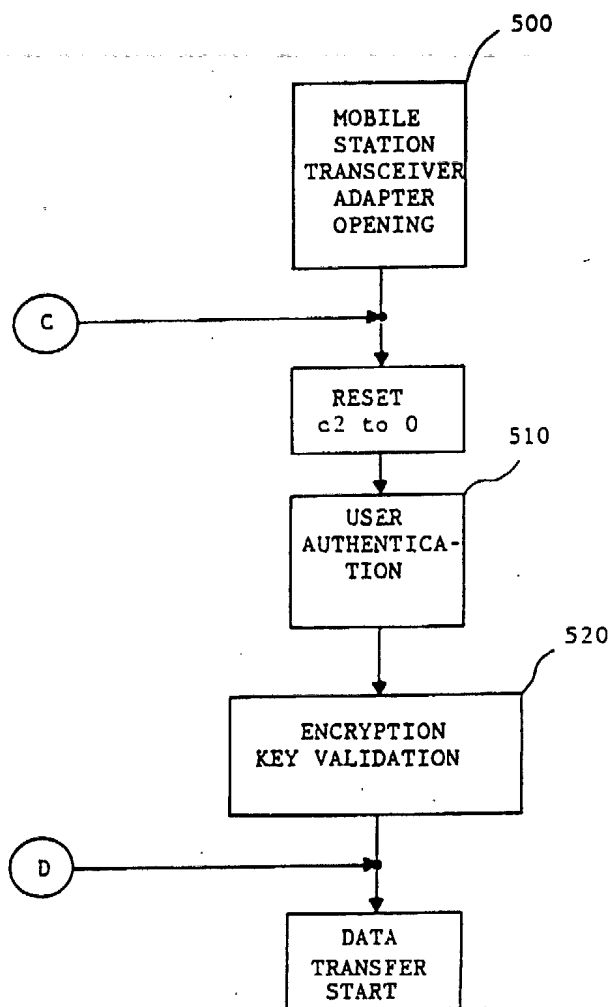 500
MOBILE
STATION
TRANSCEIVER
ADAPTER
OPENING
C
RESET
c2 to 0
510
USER
AUTHENTICA-
TION
520
ENCRYPTION
KEY VALIDATION
D
DATA
TRANSFER
START